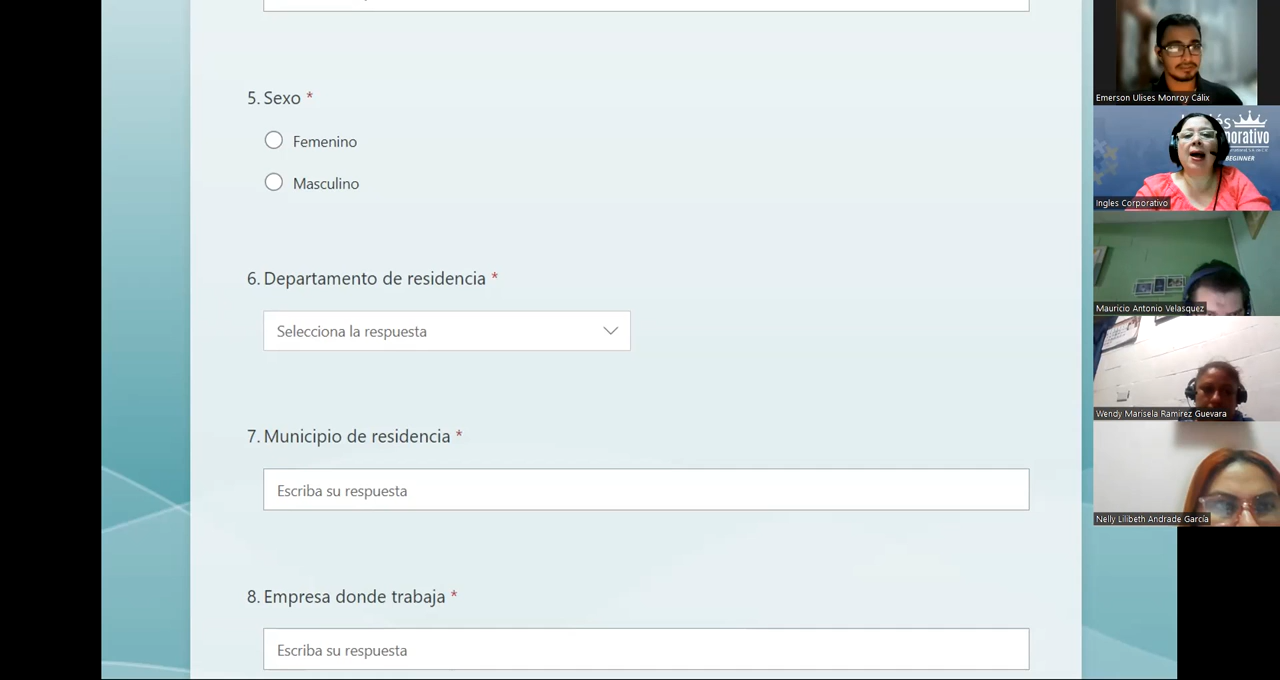 5. Sexo *
Femenino
Masculino
6. Departamento de residencia *
Selecciona la respuesta
7. Municipio de residencia *
Escriba su respuesta
8. Empresa donde trabaja *
Escriba su respuesta
Emerson Ulises Monroy Cálix
BEGINNER
Ingles Corporativo
Mauricio Antonio Velasquez
Wendy Marisela Ramirez Guevara
Nelly Lilibeth Andrade García